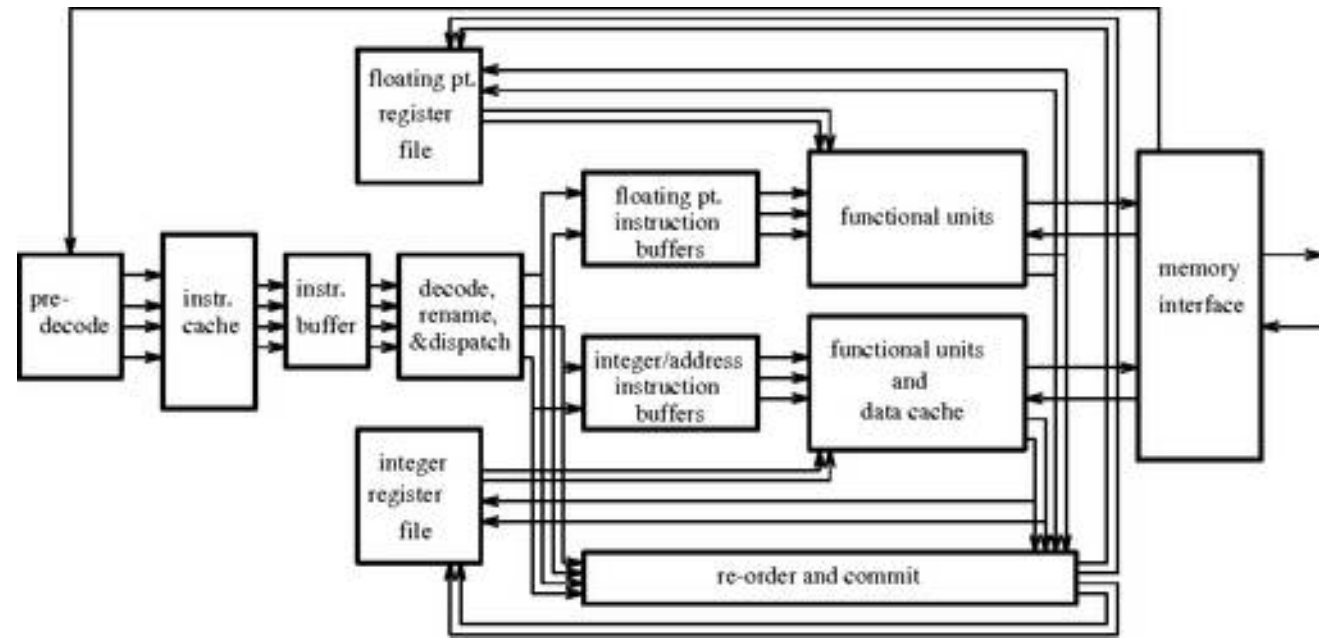 floating pt.
register
file
floating pt.
instruction
buffers
functional units
pre-
decode
instr.
cache
instr.
buffer
decode,
rename,
&dispatch
memory
interface
integer/address
instruction
buffers
functional units
and
data cache
integer
register
file
re-order and commit